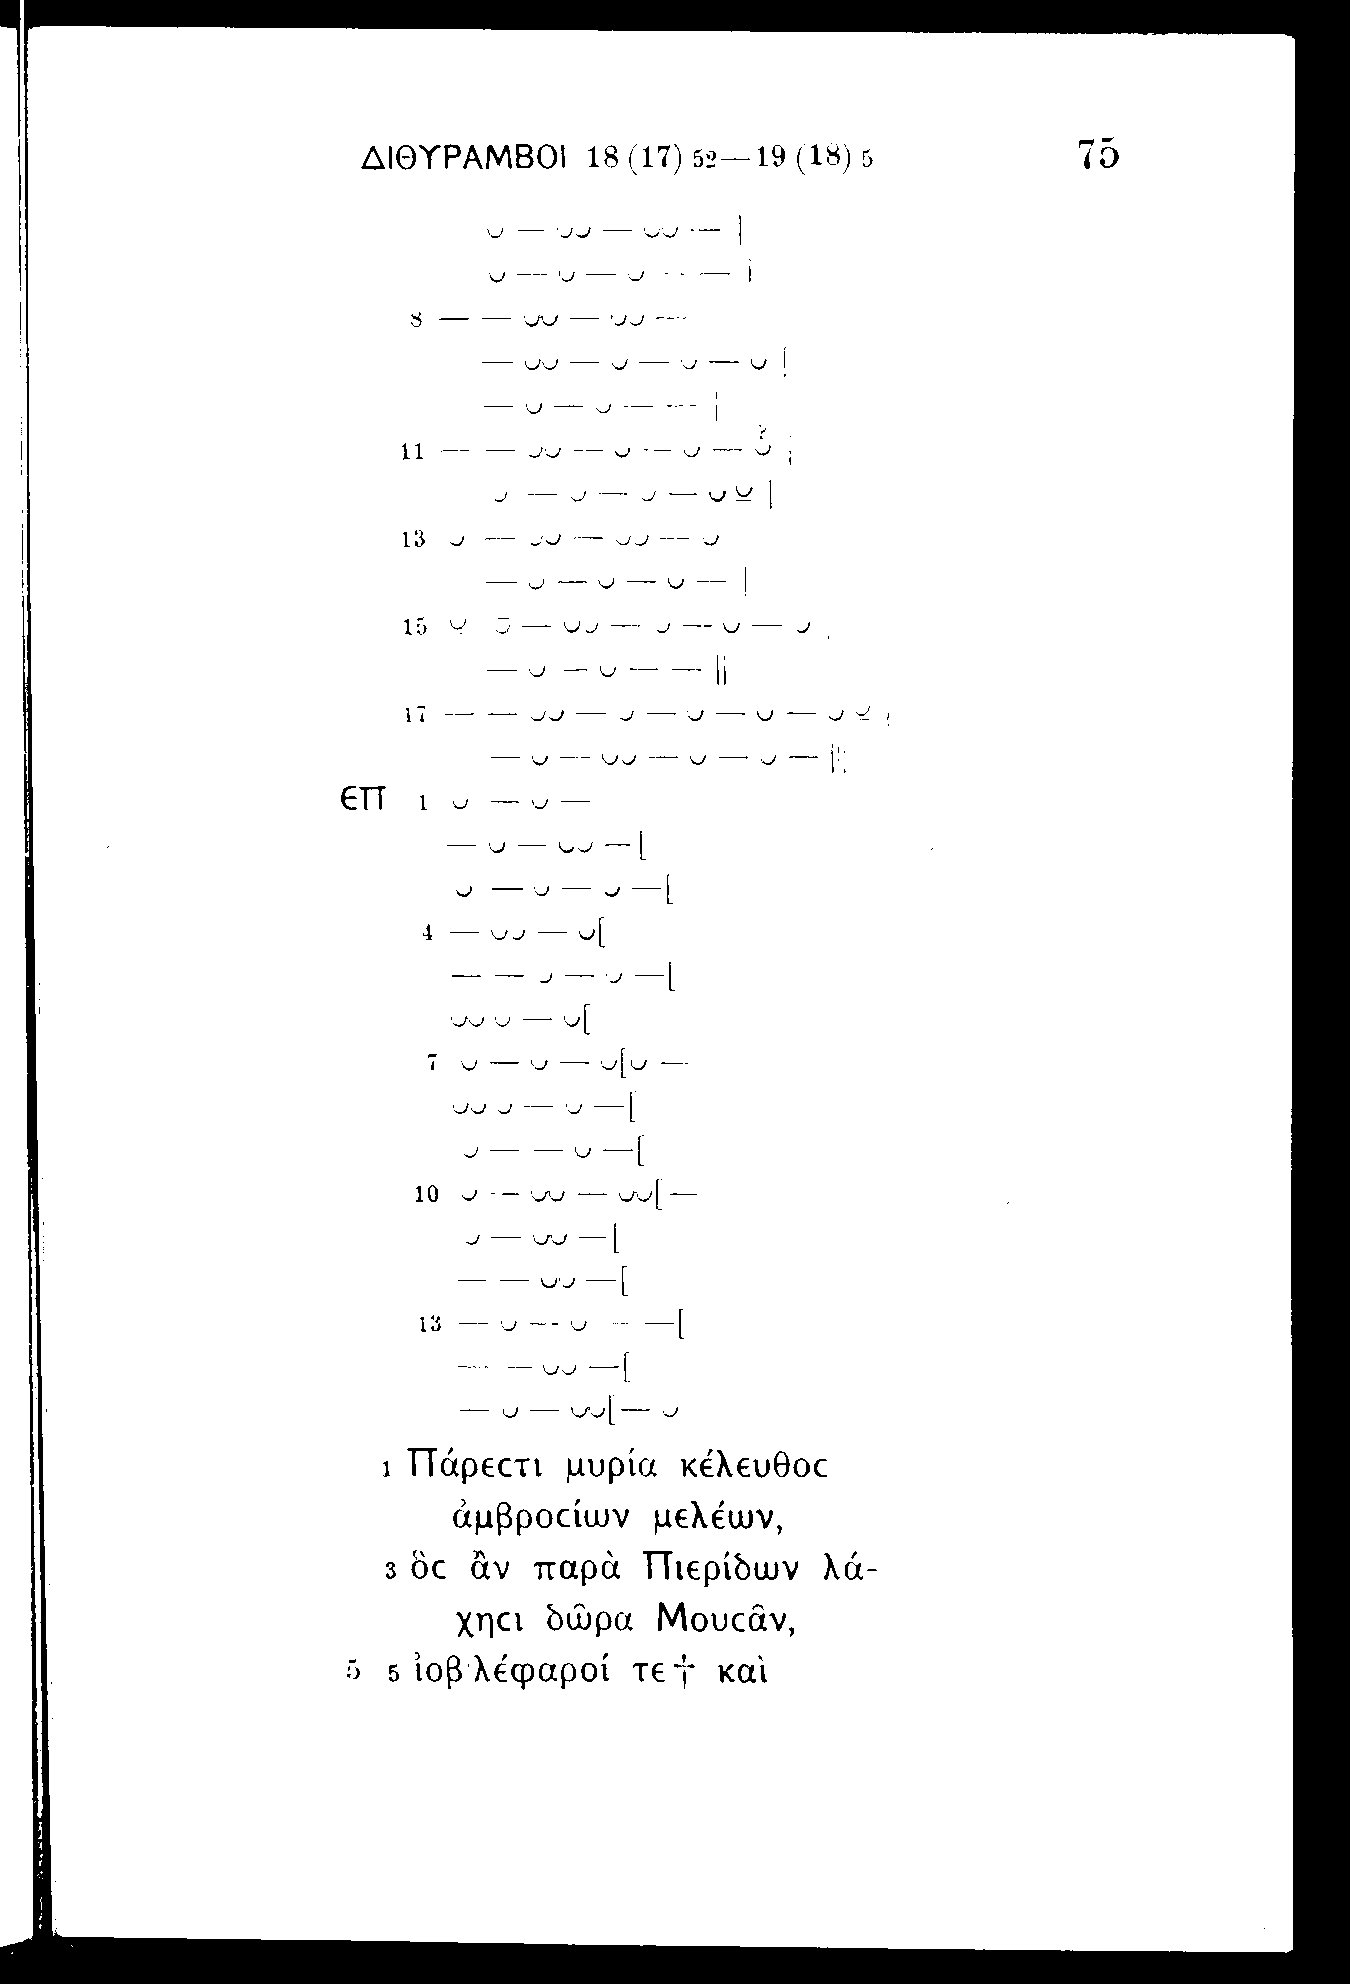 ΔΙΘΥΡΑΜΒΟΙ 18 (17) 52—19 (18) 5 75
⏑ — ⏑⏑ — ⏑⏑ — |
⏑ — ⏑ — ⏑ — — |
8 — — ⏑⏑ — ⏑⏑ —
— ⏑⏑ — ⏑ — ⏑ — ⏑ |
— ⏑ — ⏑ — — |
11 — — ⏑⏑ — ⏑ — ⏑ — ⏑? |
⏑ — ⏑ — ⏑ — ⏑ ⏓ |
13 ⏑ — ⏑⏑ — ⏑⏑ — ⏑
— ⏑ — ⏑ — ⏑ — |
15 ⏑ — ⏑⏑ — ⏑ — ⏑ — ⏑
— ⏑ — ⏑ — — ||
17 — — ⏑⏑ — ⏑ — ⏑ — ⏑ — ⏑ ⏓ |
— ⏑ — ⏑⏑ — ⏑ — ⏑ — |||
ϵΠ 1 ⏑ — ⏑ —
— ⏑ — ⏑⏑ —[
⏑ — ⏑ — ⏑ —[
4 — ⏑⏑ — ⏑[
— — ⏑ — ⏑ —[
⏑⏑ ⏑ — ⏑[
7 ⏑ — ⏑ — ⏑[⏑ —
⏑⏑ ⏑ — ⏑ —[
⏑ — — ⏑ —[
10 ⏑ — ⏑⏑ — ⏑⏑[ —
⏑ — ⏑⏑ —[
— — ⏑⏑ —[
13 — ⏑ — ⏑ — —[
— — ⏑⏑ —[
— ⏑ — ⏑⏑[— ⏑
1 Πάρεϲτι μυρία κέλευθοϲ
ἀμβροϲίων μελέων,
3 ὃϲ ἂν παρὰ Πιερίδων λά-
χηϲι δῶρα Μουϲᾶν,
5 5 ἰοβλέφαροί τε† καὶ